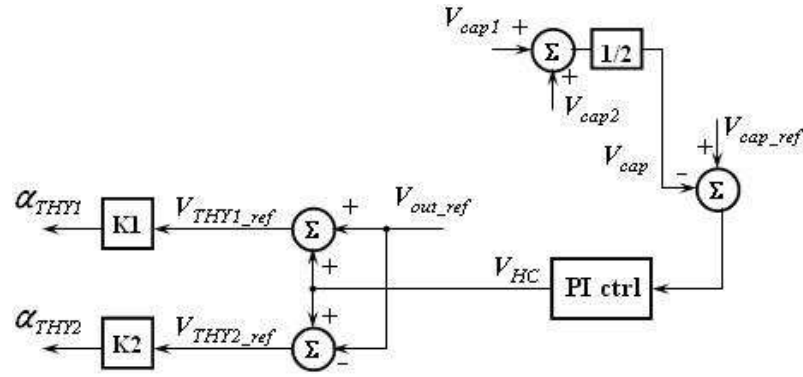 V_cap1 + Σ 1/2
+
V_cap2
V_cap_ref
+
V_cap - Σ
α_THY1 K1 V_THY1_ref Σ + V_out_ref
+
V_HC PI ctrl
+
α_THY2 K2 V_THY2_ref Σ -